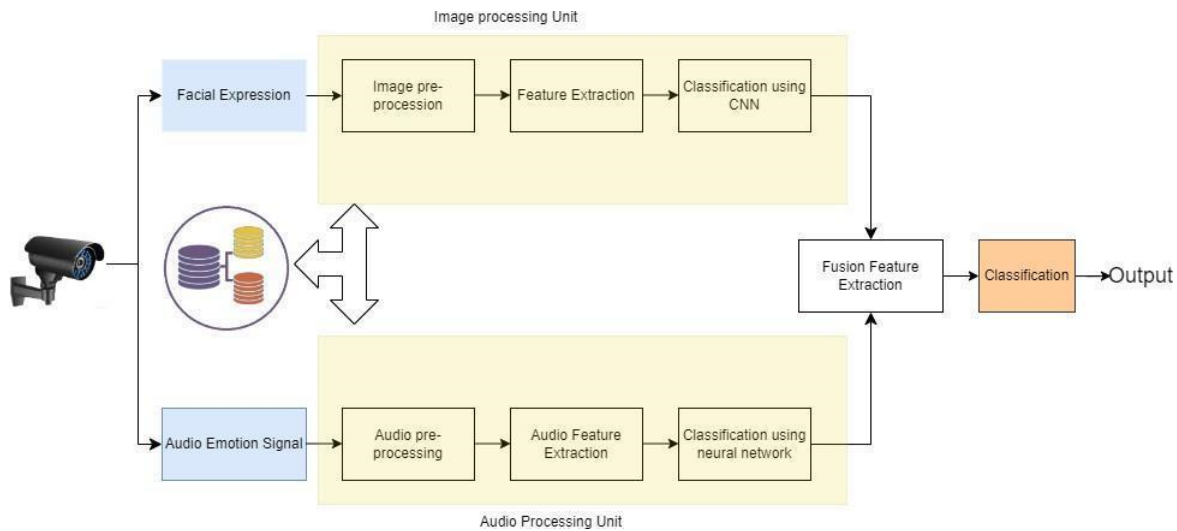 Image processing Unit
Facial Expression
Image pre-
procession
Feature Extraction
Classification using
CNN
Fusion Feature
Extraction
Classification
Output
Audio Emotion Signal
Audio pre-
processing
Audio Feature
Extraction
Classification using
neural network
Audio Processing Unit